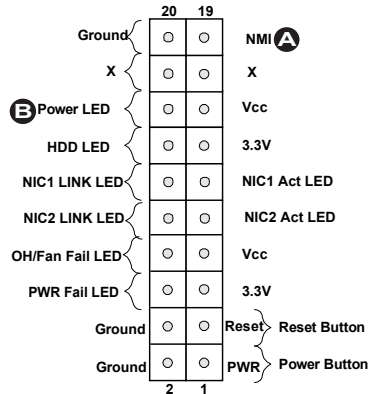 20 19
Ground NMI A
X X
B Power LED Vcc
HDD LED 3.3V
NIC1 LINK LED NIC1 Act LED
NIC2 LINK LED NIC2 Act LED
OH/Fan Fail LED Vcc
PWR Fail LED 3.3V
Ground Reset Reset Button
Ground PWR Power Button
2 1